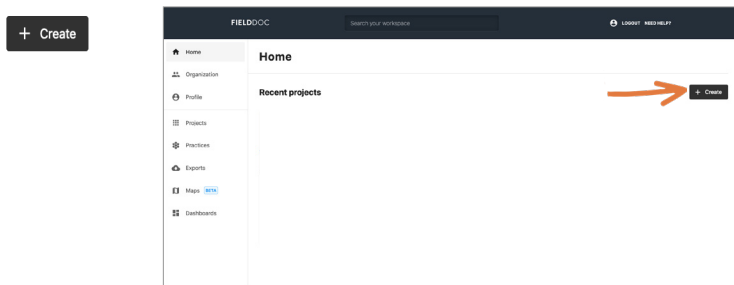 + Create
FIELDDOC
Search your workspace
LOGOUT NEED HELP?
Home
Organization
Profile
Projects
Practices
Exports
Maps BETA
Dashboards
Home
Recent projects
+ Create